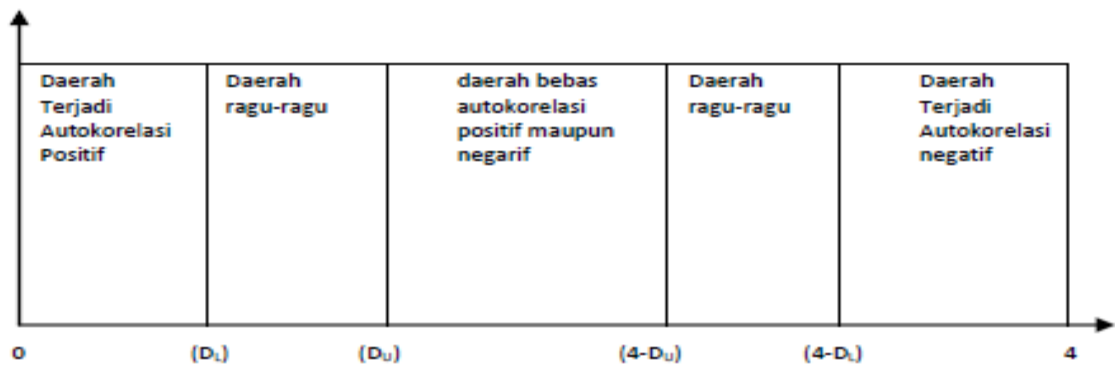 Daerah
Terjadi
Autokorelasi
Positif
Daerah
ragu-ragu
daerah bebas
autokorelasi
positif maupun
negarif
Daerah
ragu-ragu
Daerah
Terjadi
Autokorelasi
negatif
0 (DL) (DU) (4-DU) (4-DL) 4